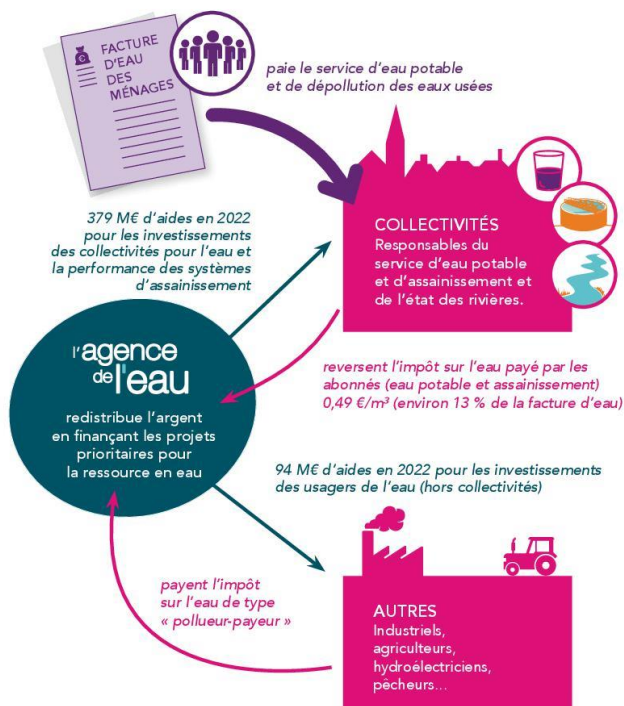 FACTURE
D'EAU
DES
MÉNAGES
paie le service d'eau potable
et de dépollution des eaux usées
379 M€ d'aides en 2022
pour les investissements
des collectivités pour l'eau et
la performance des systèmes
d'assainissement
COLLECTIVITÉS
Responsables du
service d'eau potable
et d'assainissement et
de l'état des rivières.
l'agence
de l'eau
redistribue l'argent
en finançant les projets
prioritaires pour
la ressource en eau
reversent l'impôt sur l'eau payé par les
abonnés (eau potable et assainissement)
0,49 €/m³ (environ 13 % de la facture d'eau)
94 M€ d'aides en 2022 pour les investissements
des usagers de l'eau (hors collectivités)
payent l'impôt
sur l'eau de type
« pollueur-payeur »
AUTRES
Industriels,
agriculteurs,
hydroélectriciens,
pêcheurs...